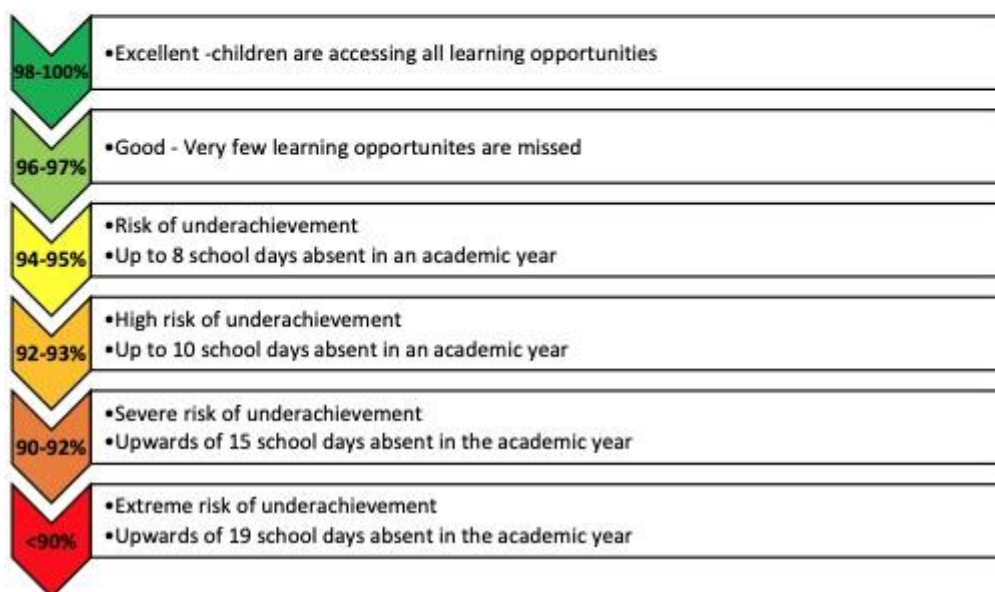 98-100%
•Excellent -children are accessing all learning opportunities
96-97%
•Good - Very few learning opportunites are missed
94-95%
•Risk of underachievement
•Up to 8 school days absent in an academic year
92-93%
•High risk of underachievement
•Up to 10 school days absent in an academic year
90-92%
•Severe risk of underachievement
•Upwards of 15 school days absent in the academic year
<90%
•Extreme risk of underachievement
•Upwards of 19 school days absent in the academic year